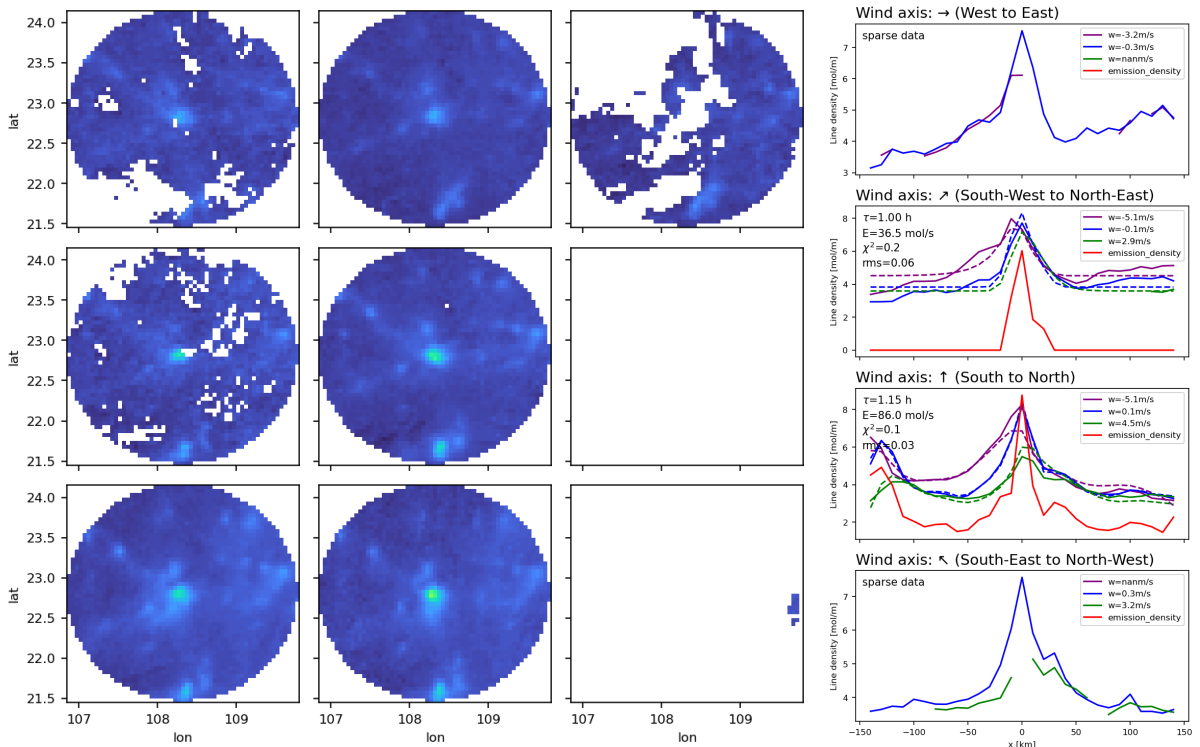 24.0
23.5
23.0
22.5
22.0
21.5
lat
24.0
23.5
23.0
22.5
22.0
21.5
lat
24.0
23.5
23.0
22.5
22.0
21.5
lat
107 108 109
lon
107 108 109
lon
107 108 109
lon
Wind axis: → (West to East)
sparse data
w=-3.2m/s
w=-0.3m/s
w=nanm/s
emission_density
Line density [mol/m]
7
6
5
4
3
Wind axis: ↗ (South-West to North-East)
τ=1.00 h
E=36.5 mol/s
χ²=0.2
rms=0.06
w=-5.1m/s
w=-0.1m/s
w=2.9m/s
emission_density
Line density [mol/m]
8
6
4
2
0
Wind axis: ↑ (South to North)
τ=1.15 h
E=86.0 mol/s
χ²=0.1
rms=0.03
w=-5.1m/s
w=0.1m/s
w=4.5m/s
emission_density
Line density [mol/m]
8
6
4
2
Wind axis: ↖ (South-East to North-West)
sparse data
w=nanm/s
w=0.3m/s
w=3.2m/s
emission_density
Line density [mol/m]
7
6
5
4
−150 −100 −50 0 50 100 150
x [km]